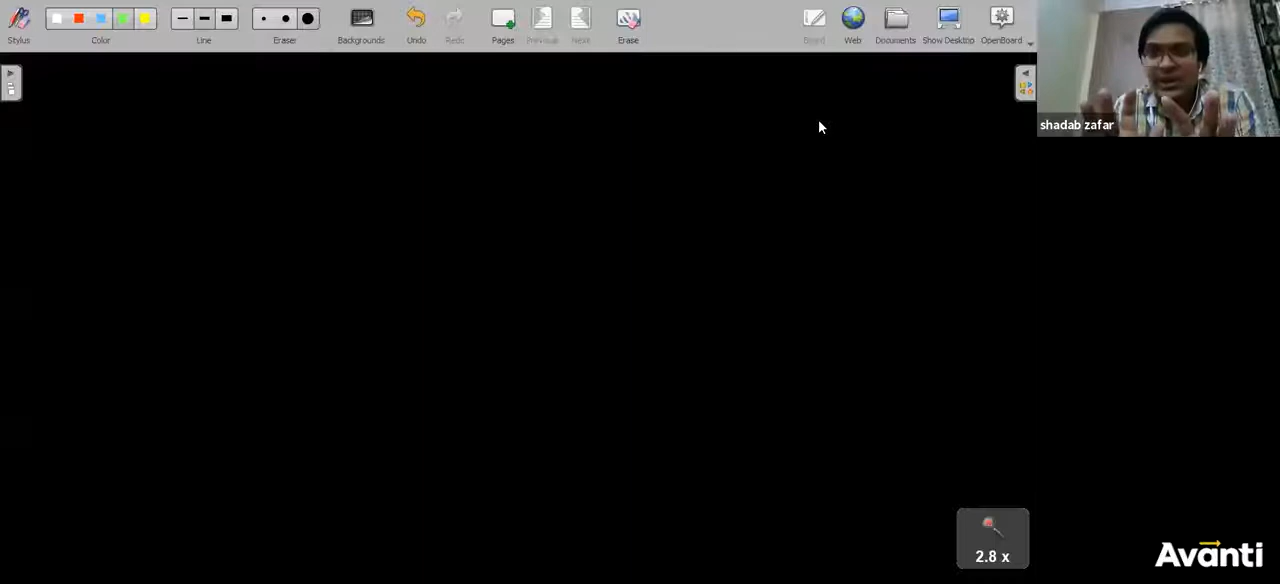 Stylus Color Line Eraser Backgrounds Undo Redo Pages Previous Next Erase Board Web Documents Show Desktop OpenBoard
shadab zafar
2.8 x
Avanti